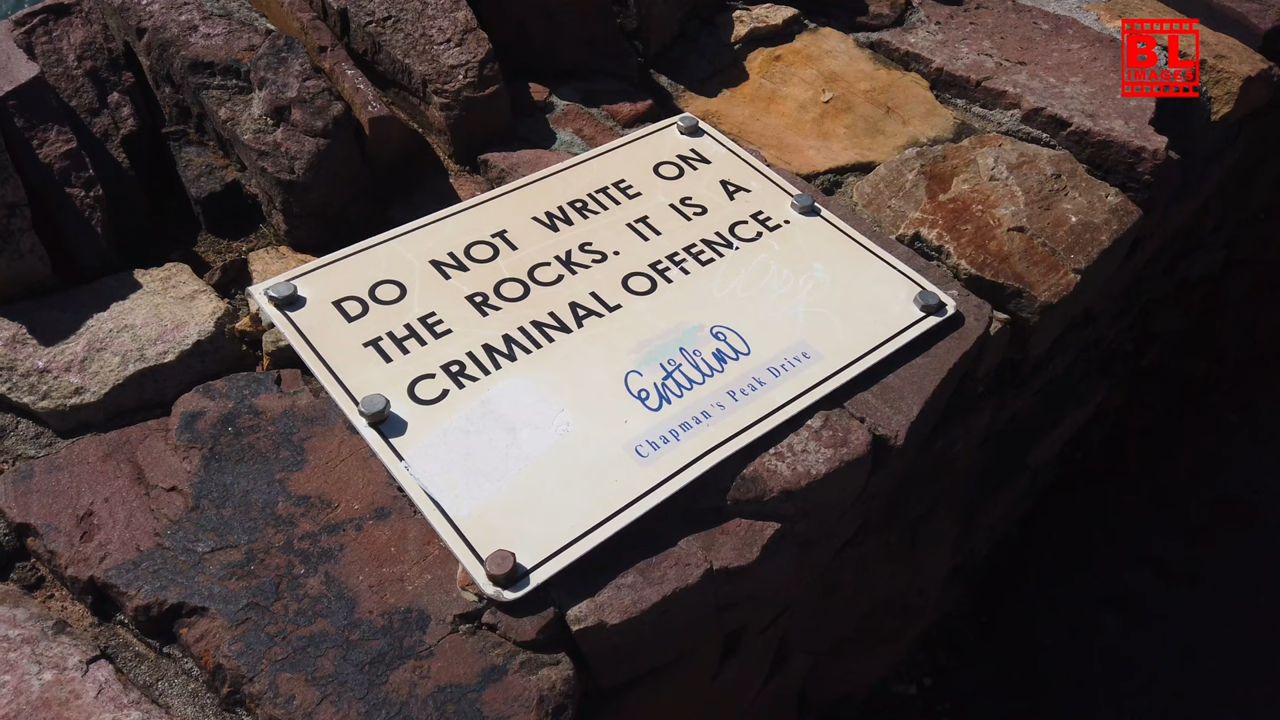 BL
IMAGES
DO NOT WRITE ON
THE ROCKS. IT IS A
CRIMINAL OFFENCE.
Entilini
Chapman's Peak Drive